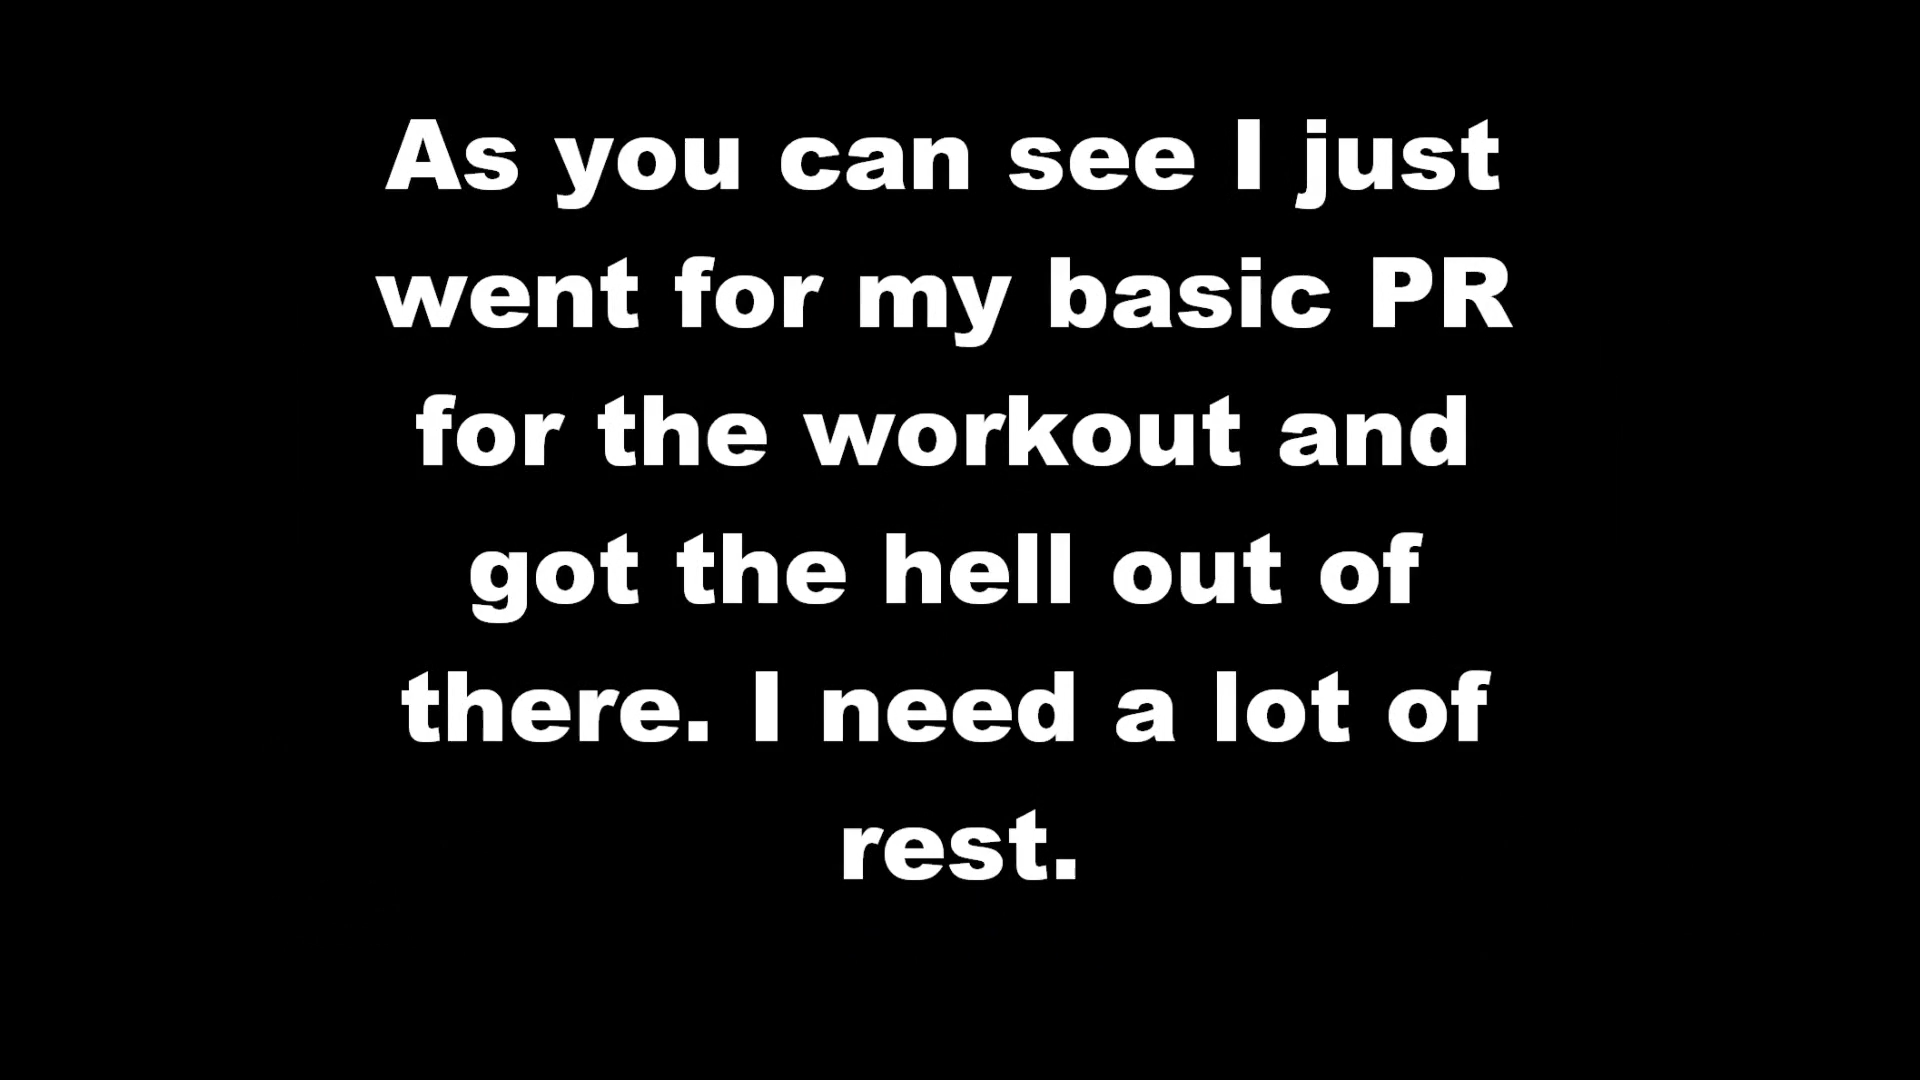 As you can see I just
went for my basic PR
for the workout and
got the hell out of
there. I need a lot of
rest.